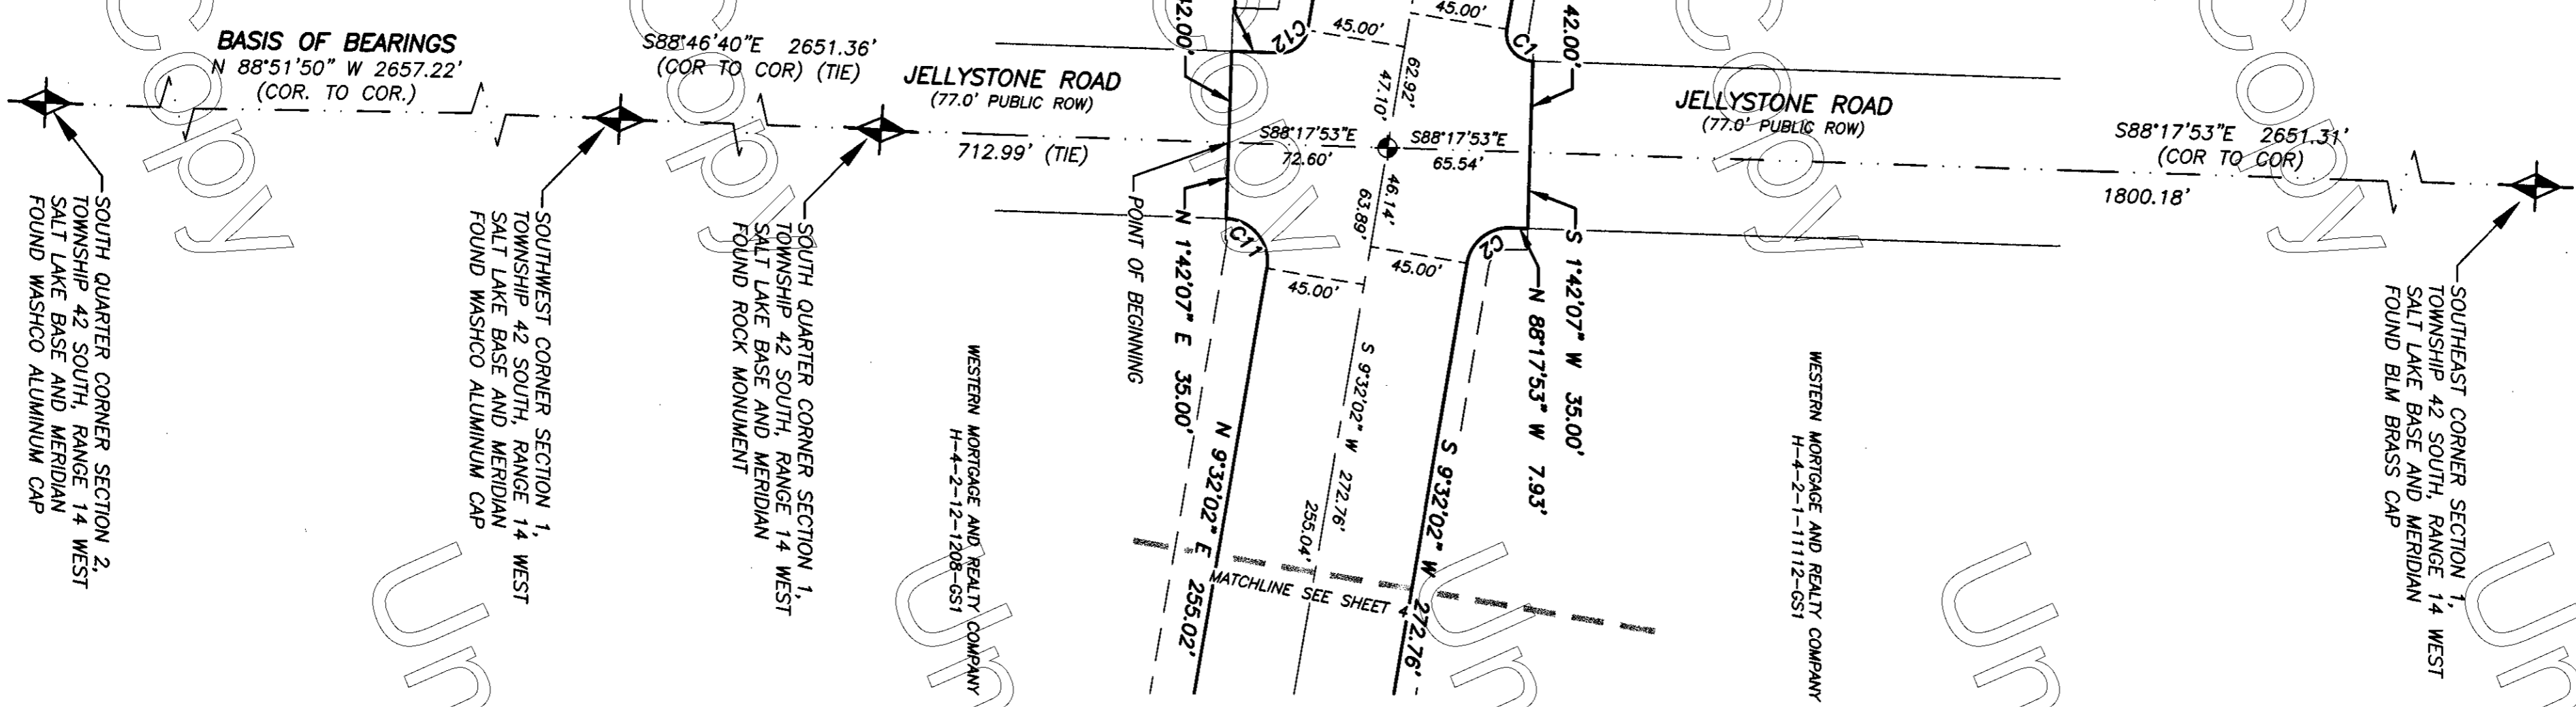 BASIS OF BEARINGS
N 88°51'50" W 2657.22'
(COR. TO COR.)
S88°46'40"E 2651.36'
(COR TO COR) (TIE)
JELLYSTONE ROAD
(77.0' PUBLIC ROW)
712.99' (TIE)
42.00'
C12
45.00'
45.00'
C1
42.00'
62.92'
47.10'
S88°17'53"E
72.60'
S88°17'53"E
65.54'
46.14'
63.89'
JELLYSTONE ROAD
(77.0' PUBLIC ROW)
S88°17'53"E 2651.31'
(COR TO COR)
1800.18'
C11
45.00'
45.00'
C2
POINT OF BEGINNING
N 1°42'07" E 35.00'
S 1°42'07" W 35.00'
N 88°17'53" W 7.93'
S 9°32'02" W 272.76'
255.04'
N 9°32'02" E 255.02'
S 9°32'02" W 272.76'
MATCHLINE SEE SHEET 4
SOUTH QUARTER CORNER SECTION 2,
TOWNSHIP 42 SOUTH, RANGE 14 WEST
SALT LAKE BASE AND MERIDIAN
FOUND WASHCO ALUMINUM CAP
SOUTHWEST CORNER SECTION 1,
TOWNSHIP 42 SOUTH, RANGE 14 WEST
SALT LAKE BASE AND MERIDIAN
FOUND WASHCO ALUMINUM CAP
SOUTH QUARTER CORNER SECTION 1,
TOWNSHIP 42 SOUTH, RANGE 14 WEST
SALT LAKE BASE AND MERIDIAN
FOUND ROCK MONUMENT
WESTERN MORTGAGE AND REALTY COMPANY
H-4-2-12-1208-GS1
WESTERN MORTGAGE AND REALTY COMPANY
H-4-2-1-11112-GS1
SOUTHEAST CORNER SECTION 1,
TOWNSHIP 42 SOUTH, RANGE 14 WEST
SALT LAKE BASE AND MERIDIAN
FOUND BLM BRASS CAP
Copy
Copy
Copy
Copy
Copy
Un
Un
Un
Un
Un